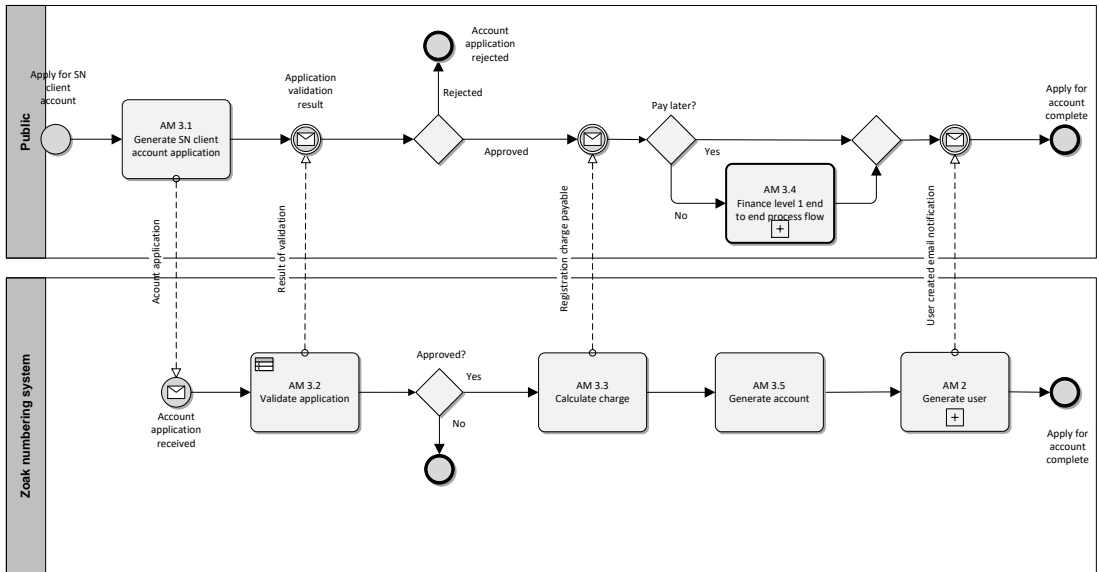 Public
Apply for SN
client
account
AM 3.1
Generate SN client
account application
Application
validation
result
Account
application
rejected
Rejected
Approved
Pay later?
Yes
No
AM 3.4
Finance level 1 end
to end process flow
Apply for
account
complete
Acount application
Result of validation
Registration charge payable
User created email notification
Zoak numbering system
Account
application
received
AM 3.2
Validate application
Approved?
Yes
No
AM 3.3
Calculate charge
AM 3.5
Generate account
AM 2
Generate user
Apply for
account
complete